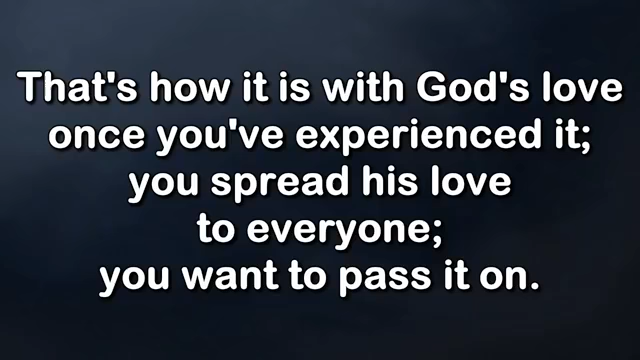 That's how it is with God's love
once you've experienced it;
you spread his love
to everyone;
you want to pass it on.